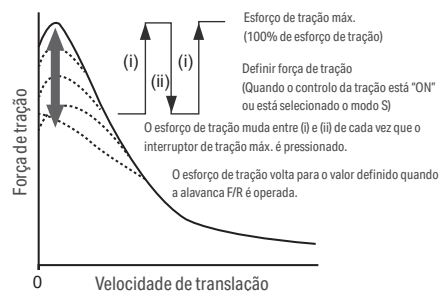 Esforço de tração máx.
(100% de esforço de tração)
(i)
(i)
(ii)
Definir força de tração
(Quando o controlo da tração está "ON"
ou está selecionado o modo S)
O esforço de tração muda entre (i) e (ii) de cada vez que o
interruptor de tração máx. é pressionado.
O esforço de tração volta para o valor definido quando
a alavanca F/R é operada.
Força de tração
0
Velocidade de translação